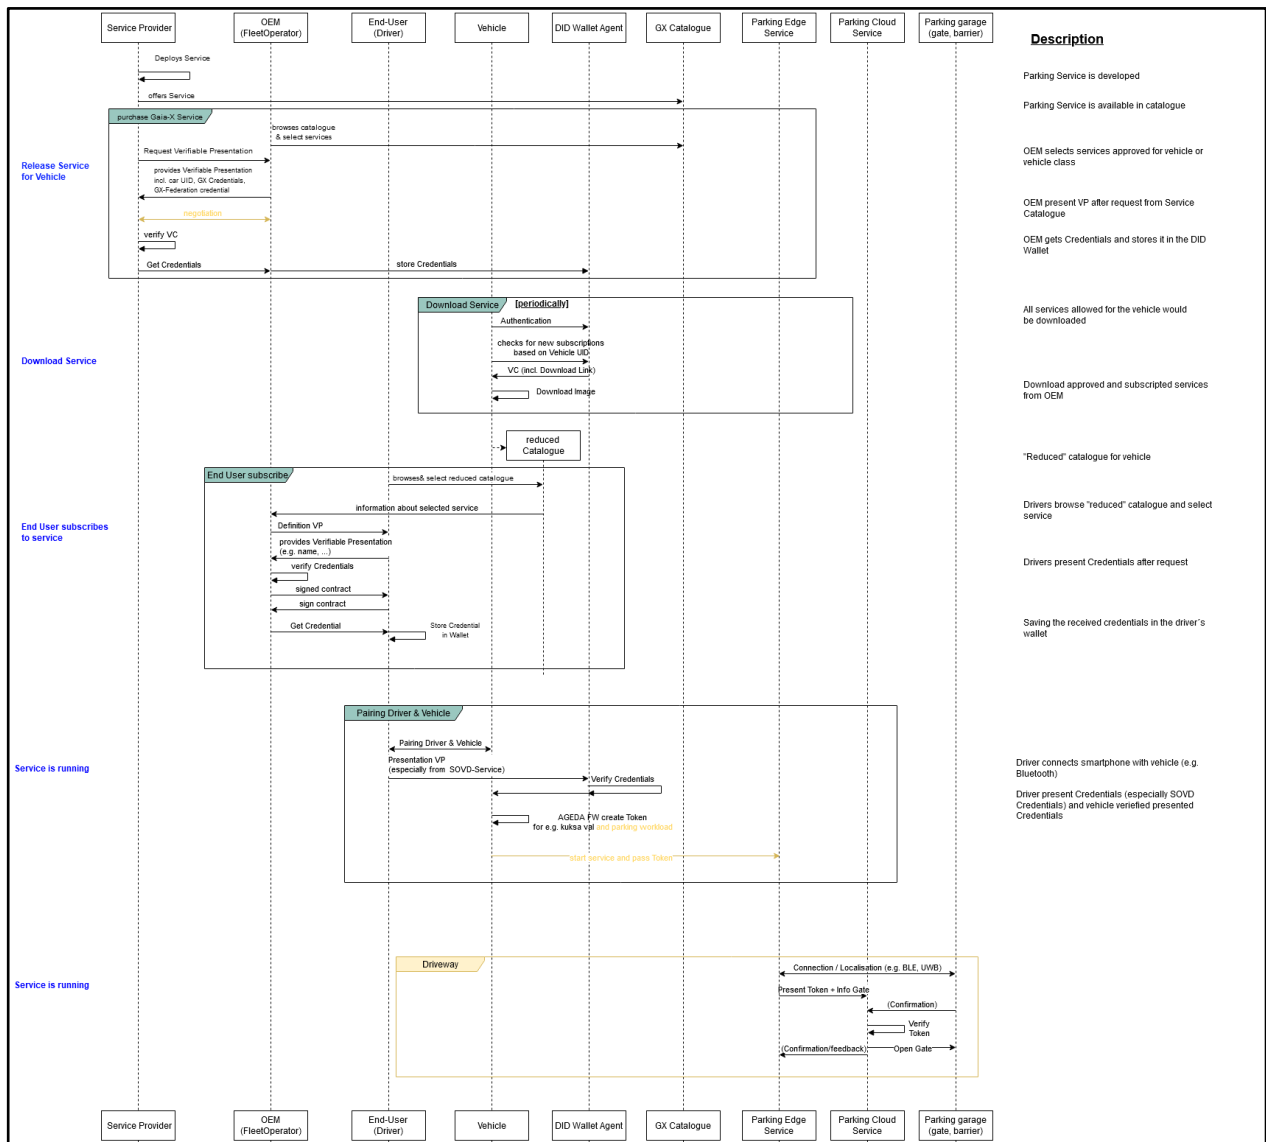 Service Provider
OEM
(FleetOperator)
End-User
(Driver)
Vehicle
DID Wallet Agent
GX Catalogue
Parking Edge
Service
Parking Cloud
Service
Parking garage
(gate, barrier)
Description
Deploys Service
Parking Service is developed
offers Service
Parking Service is available in catalogue
purchase Gaia-X Service
browses catalogue
& select services
Request Verifiable Presentation
OEM selects services approved for vehicle or
vehicle class
Release Service
for Vehicle
provides Verifiable Presentation
incl. car UID, GX Credentials,
GX-Federation credential
OEM present VP after request from Service
Catalogue
negotiation
verify VC
OEM gets Credentials and stores it in the DID
Wallet
Get Credentials
store Credentials
Download Service
[periodically]
All services allowed for the vehicle would
be downloaded
Authentication
checks for new subscriptions
based on Vehicle UID
Download Service
VC (incl. Download Link)
Download Image
Download approved and subscripted services
from OEM
reduced
Catalogue
"Reduced" catalogue for vehicle
End User subscribe
browses& select reduced catalogue
information about selected service
Drivers browse "reduced" catalogue and select
service
End User subscribes
to service
Definition VP
provides Verifiable Presentation
(e.g. name, ...)
verify Credentials
Drivers present Credentials after request
signed contract
sign contract
Get Credential
Store Credential
in Wallet
Saving the received credentials in the driver´s
wallet
Pairing Driver & Vehicle
Pairing Driver & Vehicle
Service is running
Presentation VP
(especially from SOVD-Service)
Driver connects smartphone with vehicle (e.g.
Bluetooth)
Verify Credentials
Driver present Credentials (especially SOVD
Credentials) and vehicle veriefied presented
Credentials
AGEDA FW create Token
for e.g. kuksa val and parking workload
start service and pass Token
Driveway
Connection / Localisation (e.g. BLE, UWB)
Service is running
Present Token + Info Gate
(Confirmation)
Verify
Token
(Confirmation/feedback)
Open Gate
Service Provider
OEM
(FleetOperator)
End-User
(Driver)
Vehicle
DID Wallet Agent
GX Catalogue
Parking Edge
Service
Parking Cloud
Service
Parking garage
(gate, barrier)